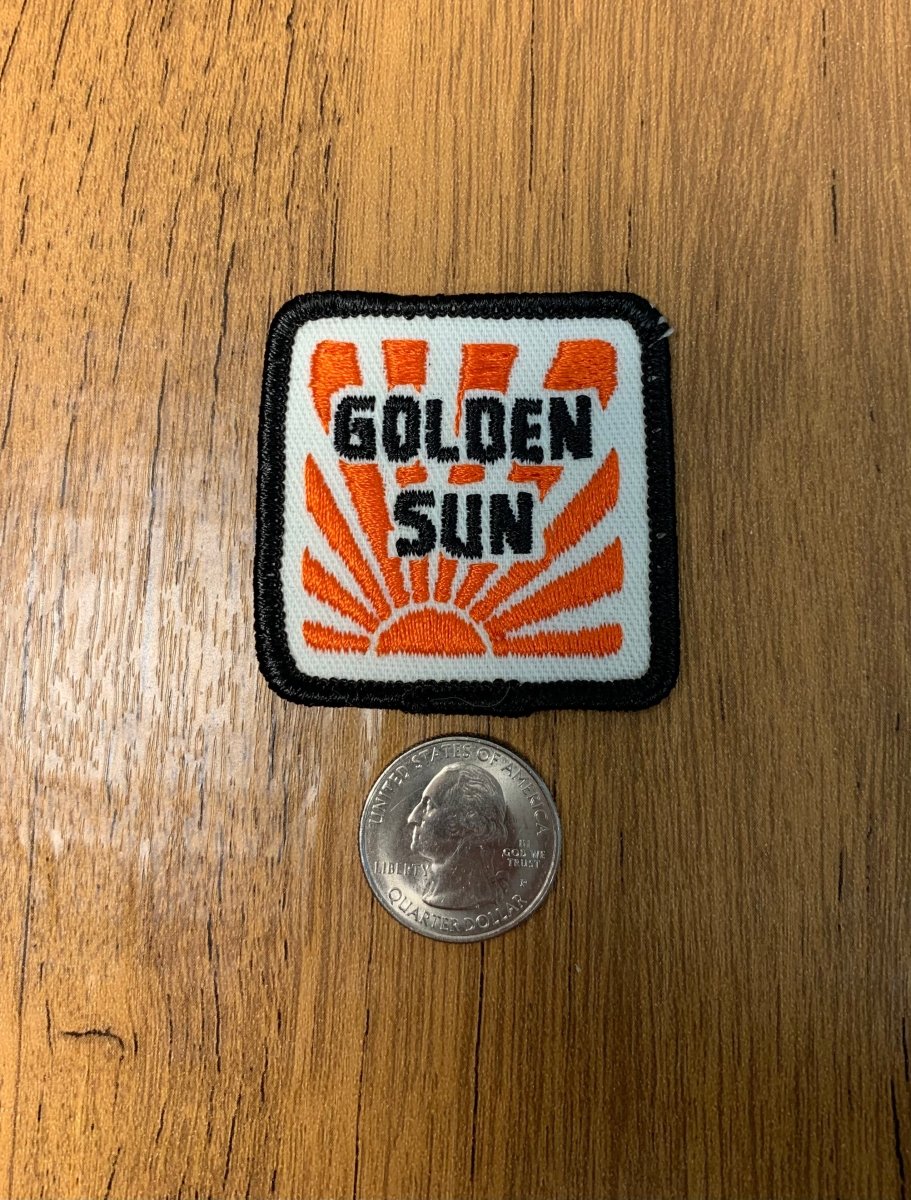 GOLDEN
SUN
UNITED STATES OF AMERICA
LIBERTY
IN
GOD WE
TRUST
P
QUARTER DOLLAR